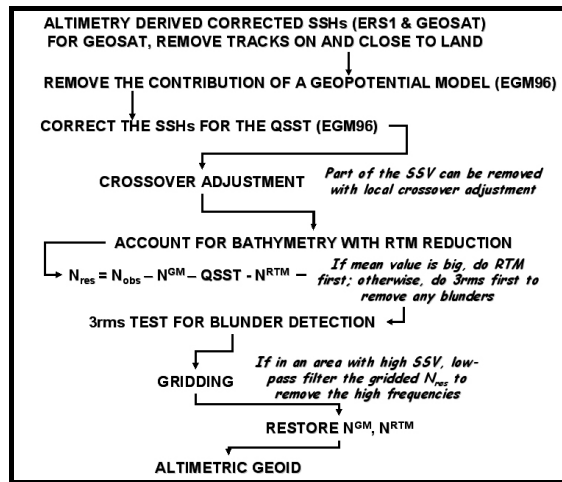 ALTIMETRY DERIVED CORRECTED SSHs (ERS1 & GEOSAT)
FOR GEOSAT, REMOVE TRACKS ON AND CLOSE TO LAND
REMOVE THE CONTRIBUTION OF A GEOPOTENTIAL MODEL (EGM96)
CORRECT THE SSHs FOR THE QSST (EGM96)
CROSSOVER ADJUSTMENT
Part of the SSV can be removed
with local crossover adjustment
ACCOUNT FOR BATHYMETRY WITH RTM REDUCTION
Nres = Nobs – NGM – QSST - NRTM –
If mean value is big, do RTM
first; otherwise, do 3rms first to
remove any blunders
3rms TEST FOR BLUNDER DETECTION
GRIDDING
If in an area with high SSV, low-
pass filter the gridded Nres to
remove the high frequencies
RESTORE NGM, NRTM
ALTIMETRIC GEOID